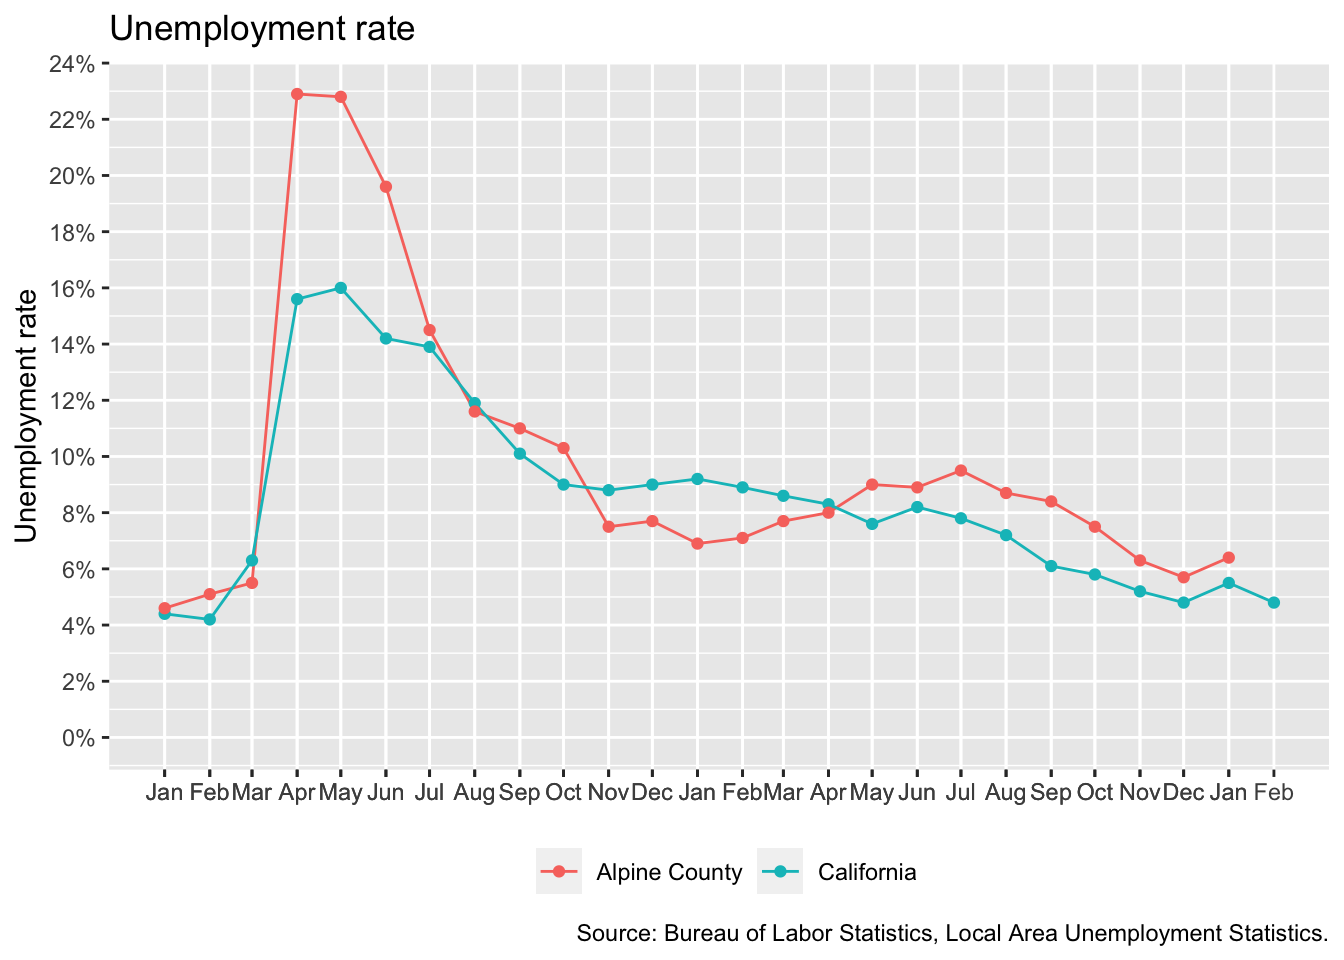 Unemployment rate
24%
22%
20%
18%
16%
14%
12%
10%
8%
6%
4%
2%
0%
Unemployment rate
Jan Feb Mar Apr May Jun Jul Aug Sep Oct Nov Dec Jan Feb Mar Apr May Jun Jul Aug Sep Oct Nov Dec Jan Feb
Alpine County California
Source: Bureau of Labor Statistics, Local Area Unemployment Statistics.